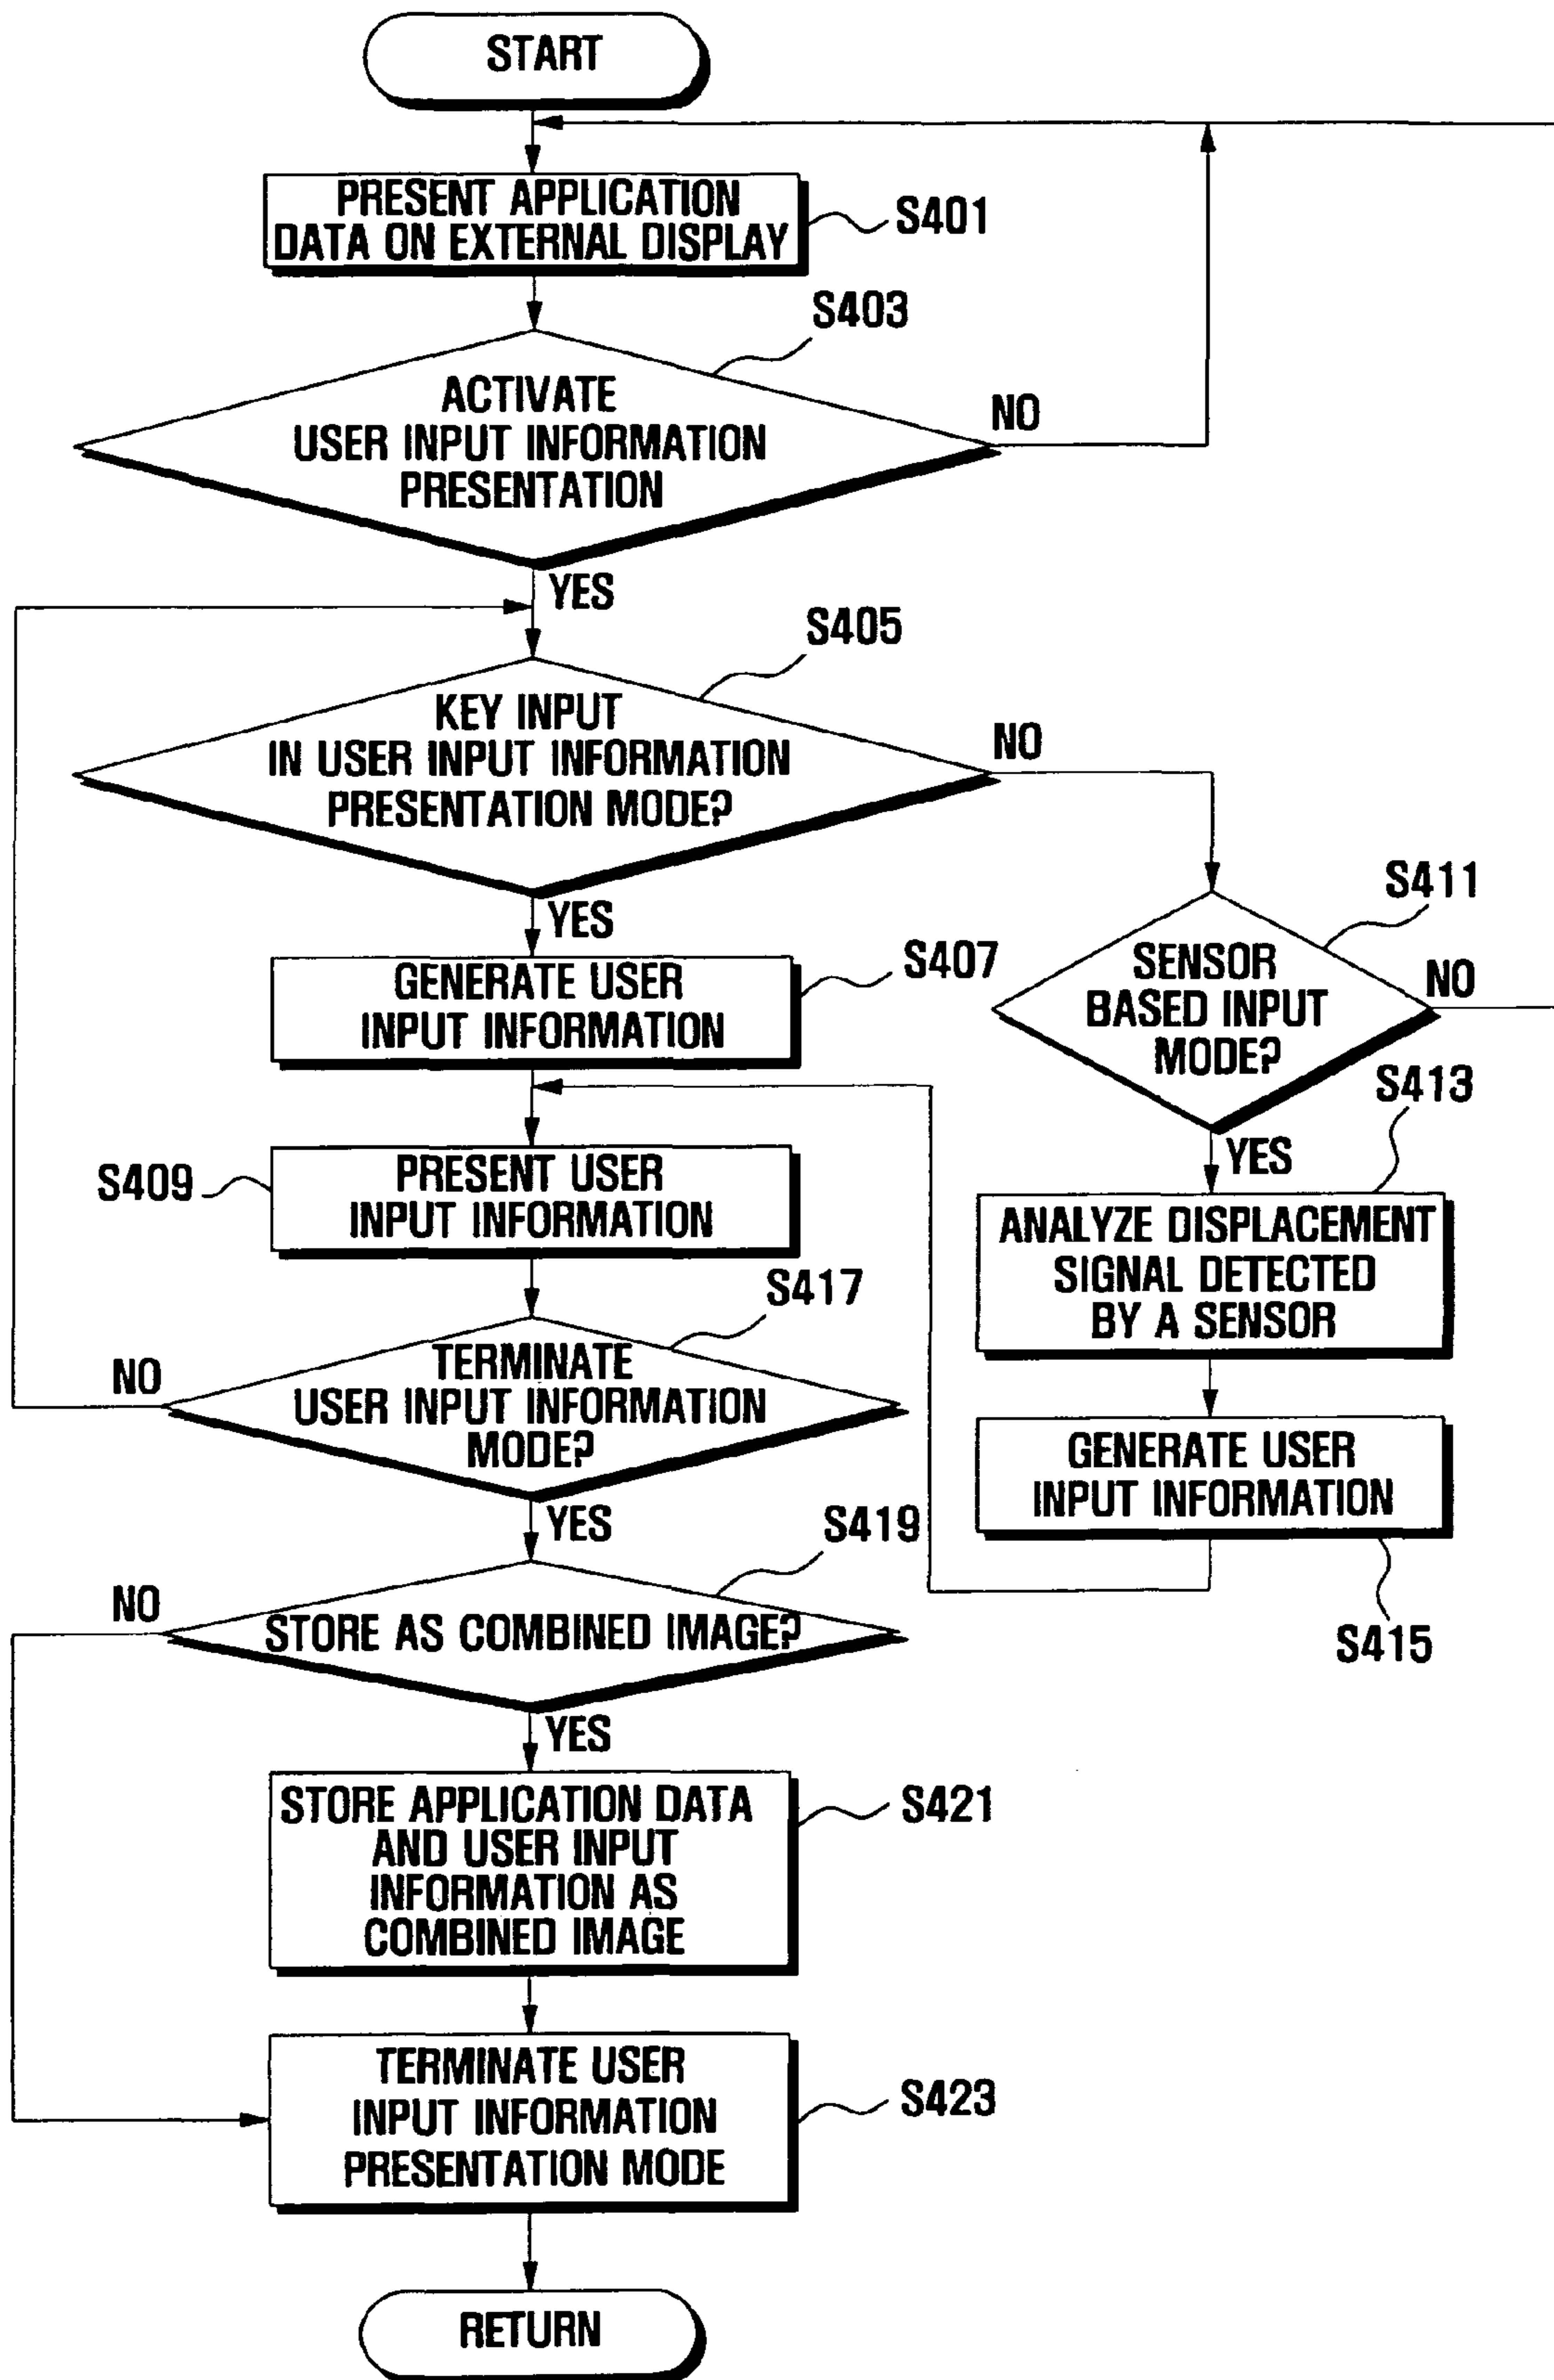 START
PRESENT APPLICATION
DATA ON EXTERNAL DISPLAY
S401
S403
ACTIVATE
USER INPUT INFORMATION
PRESENTATION
NO
YES
S405
KEY INPUT
IN USER INPUT INFORMATION
PRESENTATION MODE?
NO
YES
S411
SENSOR
BASED INPUT
MODE?
NO
YES
S407
GENERATE USER
INPUT INFORMATION
S413
ANALYZE DISPLACEMENT
SIGNAL DETECTED
BY A SENSOR
S409
PRESENT USER
INPUT INFORMATION
S417
TERMINATE
USER INPUT INFORMATION
MODE?
NO
YES
GENERATE USER
INPUT INFORMATION
S415
S419
STORE AS COMBINED IMAGE?
NO
YES
STORE APPLICATION DATA
AND USER INPUT
INFORMATION AS
COMBINED IMAGE
S421
TERMINATE USER
INPUT INFORMATION
PRESENTATION MODE
S423
RETURN